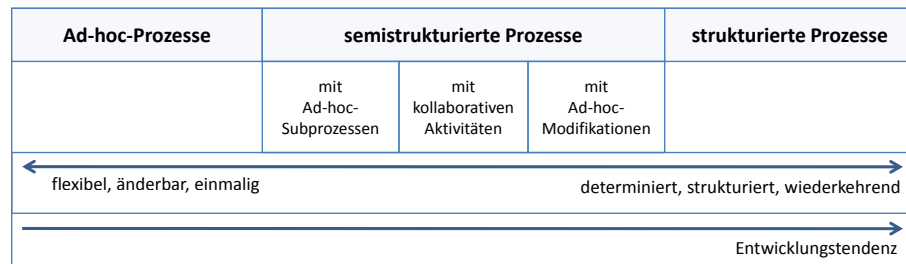 Ad-hoc-Prozesse
semistrukturierte Prozesse
strukturierte Prozesse
mit
Ad-hoc-
Subprozessen
mit
kollaborativen
Aktivitäten
mit
Ad-hoc-
Modifikationen
flexibel, änderbar, einmalig
determiniert, strukturiert, wiederkehrend
Entwicklungstendenz